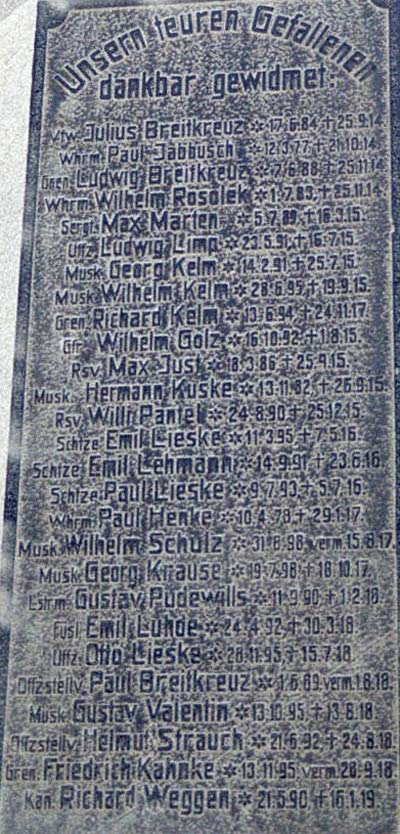 Unsern teuren Gefallenen
dankbar gewidmet.
Vfw. Julius Breitkreuz ✲ 17.6.84 † 25.9.14.
Whrm. Paul Jabbusch ✲ 12.3.77 † 21.10.14.
Gren. Ludwig Breitkreuz ✲ 7.6.88 † 25.11.14.
Whrm. Wilhelm Rosolek ✲ 1.7.83 † 25.11.14.
Sergt. Max Marten ✲ 5.7.89 † 16.3.15.
Utfz. Ludwig Limp ✲ 23.5.91 † 16.7.15.
Musk. Georg Kelm ✲ 14.2.91 † 25.7.15.
Musk. Wilhelm Kelm ✲ 28.6.95 † 19.9.15.
Gren. Richard Kelm ✲ 13.6.94 † 24.11.17.
Gfr. Wilhelm Golz ✲ 16.10.92 † 1.8.15.
Rsv. Max Just ✲ 18.3.86 † 25.9.15.
Musk. Hermann Kuske ✲ 13.11.82 † 26.9.15.
Rsv. Willi Pantel ✲ 24.8.90 † 25.12.15.
Schtze. Emil Lieske ✲ 11.3.95 † 7.5.16.
Schtze. Emil Lehmann ✲ 14.9.91 † 23.6.16.
Schtze. Paul Lieske ✲ 9.7.93 † 5.7.16.
Whrm. Paul Henke ✲ 10.4.78 † 29.1.17.
Musk. Wilhelm Schulz ✲ 31.8.98 verm. 15.8.17.
Musk. Georg Krause ✲ 19.7.98 † 18.10.17.
Lstrm. Gustav Pudewills ✲ 11.9.90 † 1.2.18.
Füsl. Emil Lühde ✲ 24.4.92 † 30.3.18.
Utfz. Otto Lieske ✲ 28.11.95 † 15.7.18.
Offzstellv. Paul Breitkreuz ✲ 1.6.89 verm. 1.8.18.
Musk. Gustav Valentin ✲ 13.10.95 † 13.8.18.
Offzstellv. Helmut Strauch ✲ 21.6.92 † 24.8.18.
Gren. Friedrich Kahnke ✲ 13.11.95 verm. 28.9.18.
Kan. Richard Weggen ✲ 21.5.90 † 16.1.19.